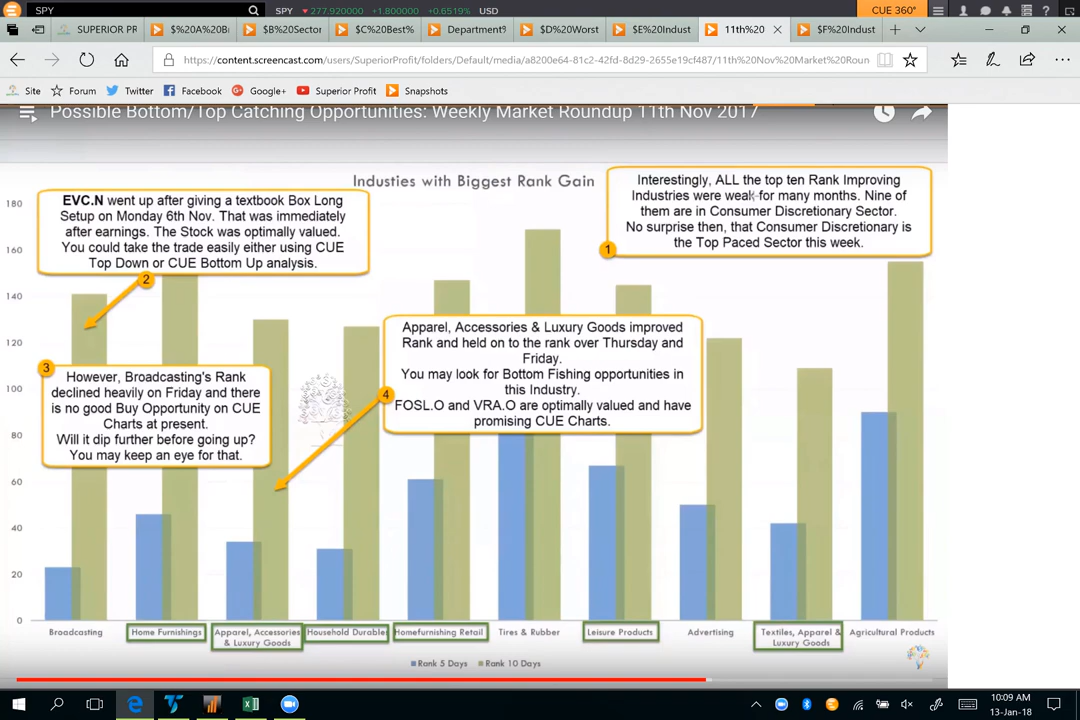 SPY
SPY 277.920000 +1.800000 +0.6519% USD
CUE 360°
SUPERIOR PR
$%20A%20B
$B%20Sector
$C%20Best%
Department9
$D%20Worst
$E%20Indust
11th%20
$F%20Indust
https://content.screencast.com/users/SuperiorProfit/folders/Default/media/a8200e64-81c2-42fd-8d29-2655e19cf487/11th%20Nov%20Market%20Roun
Site
Forum
Twitter
Facebook
Google+
Superior Profit
Snapshots
Possible Bottom/Top Catching Opportunities: Weekly Market Roundup 11th Nov 2017
Industies with Biggest Rank Gain
EVC.N went up after giving a textbook Box Long
Setup on Monday 6th Nov. That was immediately
after earnings. The Stock was optimally valued.
You could take the trade easily either using CUE
Top Down or CUE Bottom Up analysis.
2
Interestingly, ALL the top ten Rank Improving
Industries were weak for many months. Nine of
them are in Consumer Discretionary Sector.
No surprise then, that Consumer Discretionary is
the Top Paced Sector this week.
1
3
However, Broadcasting's Rank
declined heavily on Friday and there
is no good Buy Opportunity on CUE
Charts at present.
Will it dip further before going up?
You may keep an eye for that.
4
Apparel, Accessories & Luxury Goods improved
Rank and held on to the rank over Thursday and
Friday.
You may look for Bottom Fishing opportunities in
this Industry.
FOSL.O and VRA.O are optimally valued and have
promising CUE Charts.
180
160
140
120
100
80
60
40
20
0
Broadcasting
Home Furnishings
Apparel, Accessories
& Luxury Goods
Household Durables
Homefurnishing Retail
Tires & Rubber
Leisure Products
Advertising
Textiles, Apparel &
Luxury Goods
Agricultural Products
Rank 5 Days
Rank 10 Days
10:09 AM
13-Jan-18